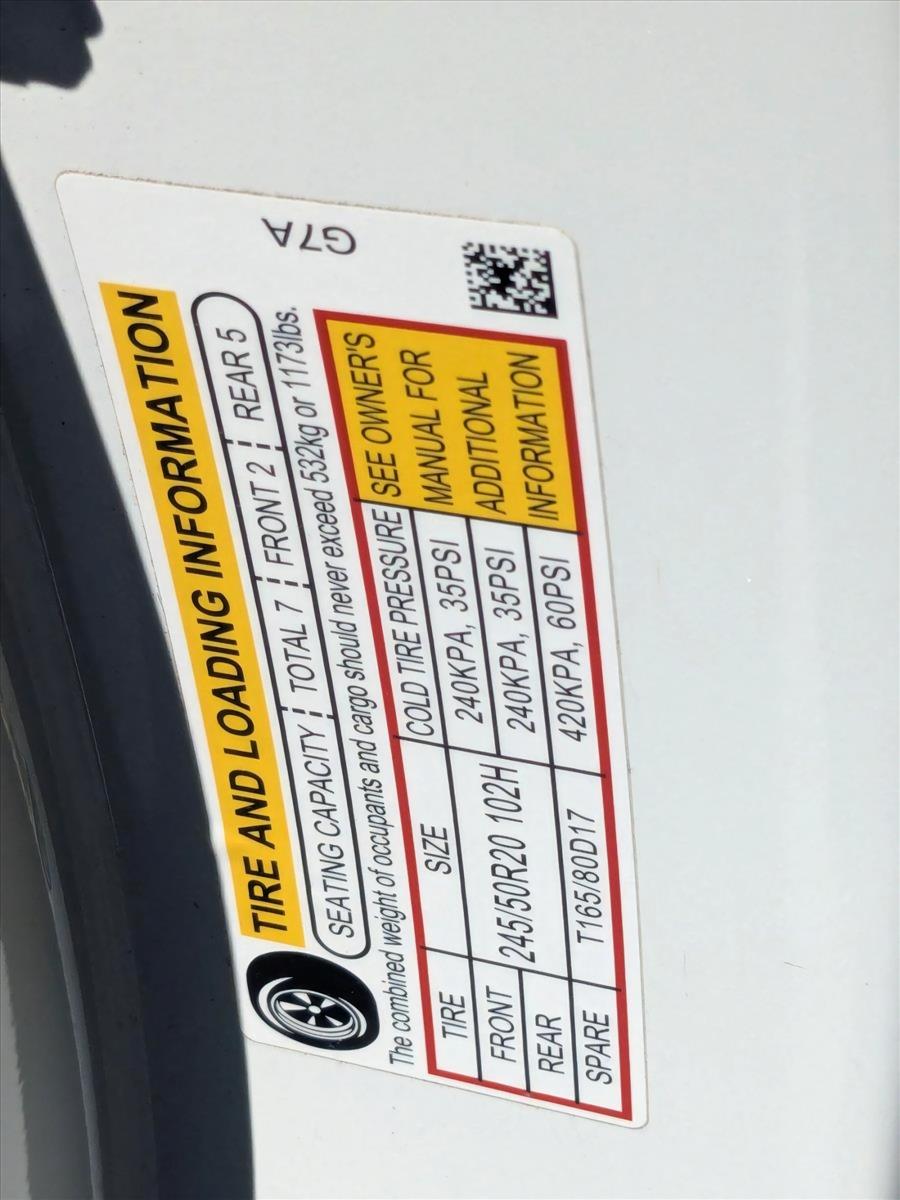 TIRE AND LOADING INFORMATION
SEATING CAPACITY TOTAL 7 FRONT 2 REAR 5
The combined weight of occupants and cargo should never exceed 532kg or 1173lbs.
TIRE SIZE COLD TIRE PRESSURE SEE OWNER'S
FRONT 245/50R20 102H 240KPA, 35PSI MANUAL FOR
REAR 240KPA, 35PSI ADDITIONAL
SPARE T165/80D17 420KPA, 60PSI INFORMATION
G7A